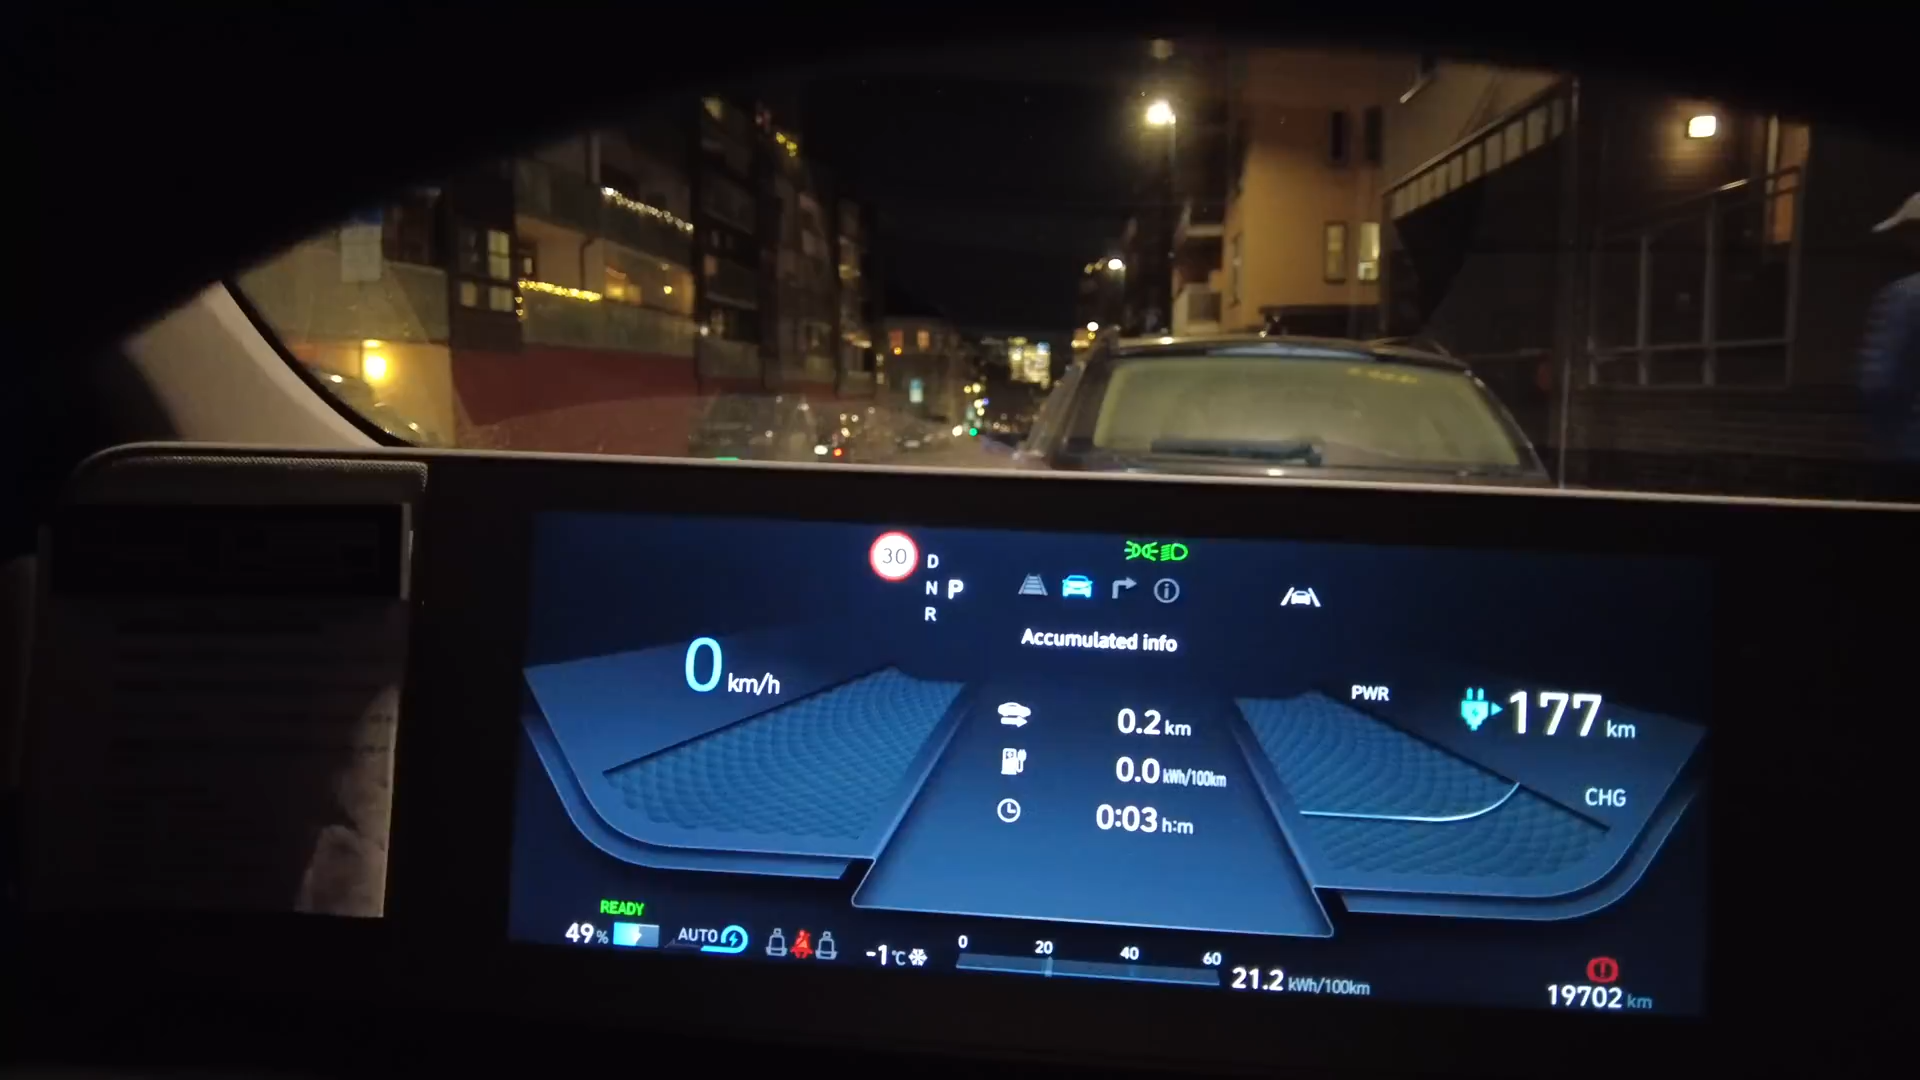 30
D
N P
R
Accumulated info
0 km/h
PWR
177 km
0.2 km
0.0 kWh/100km
CHG
0:03 h:m
READY
49%
AUTO
-1°C
0 20 40 60
21.2 kWh/100km
19702 km